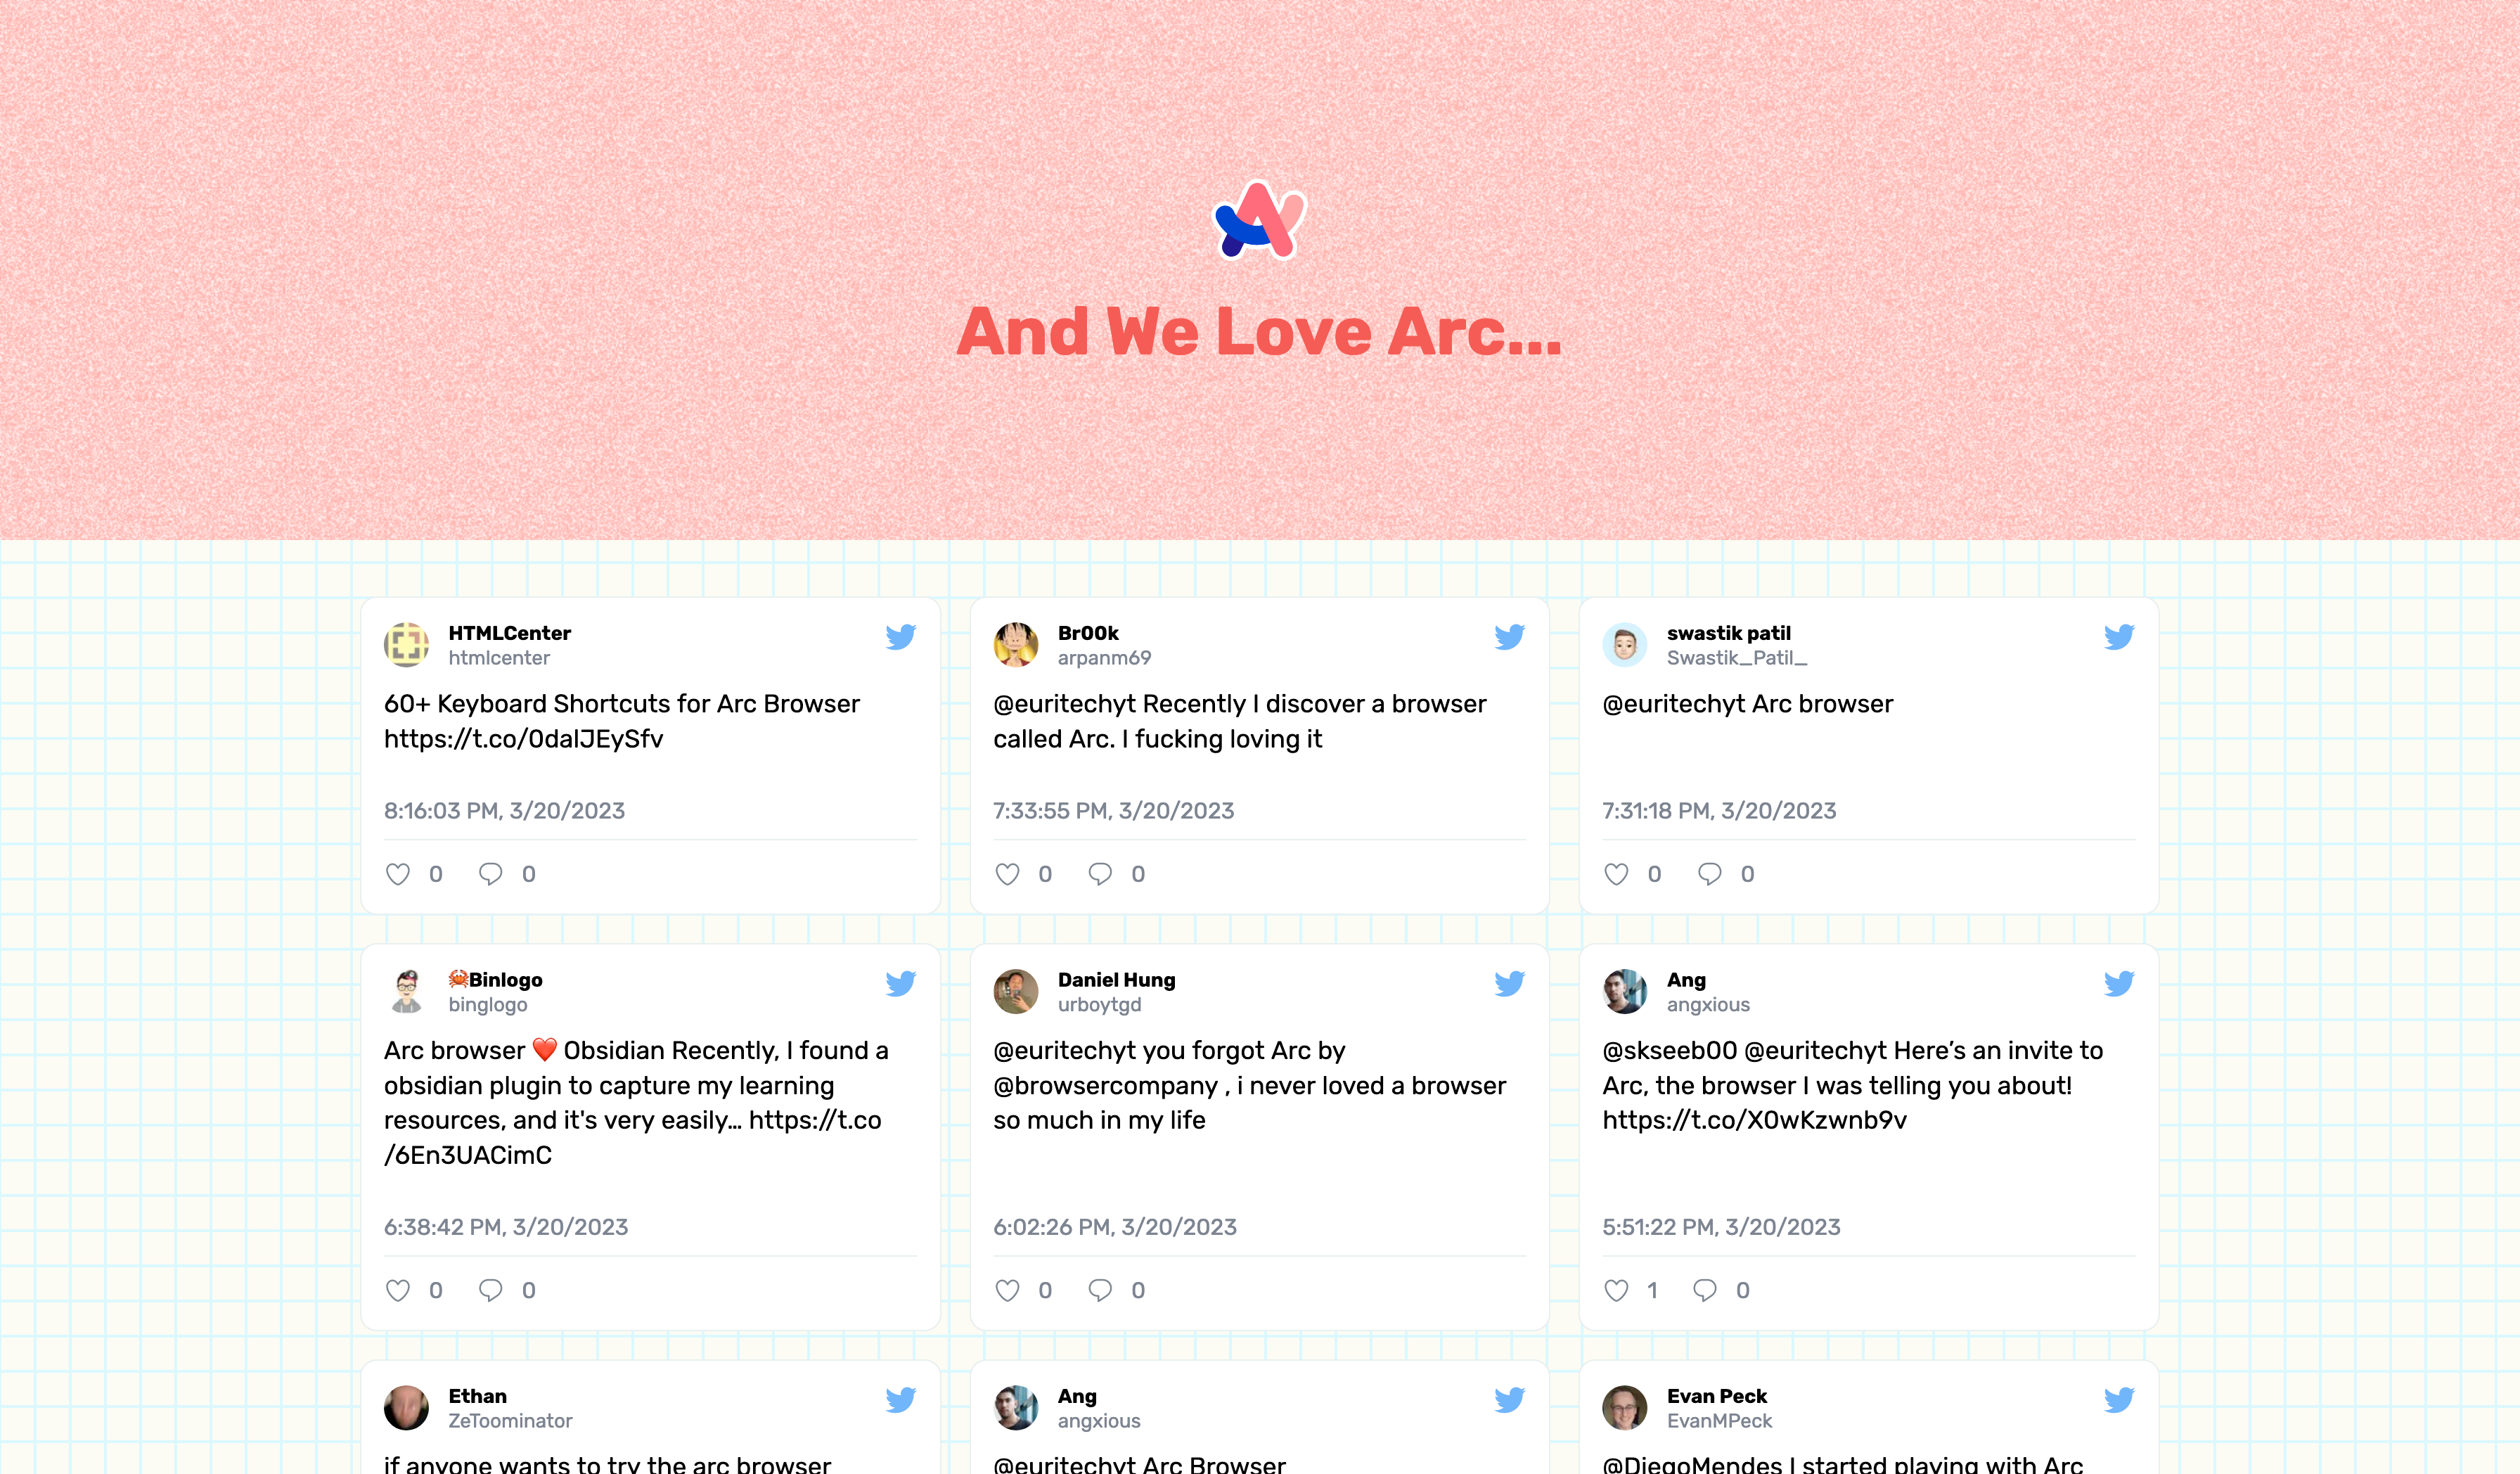 And We Love Arc...
HTMLCenter
htmlcenter
60+ Keyboard Shortcuts for Arc Browser
https://t.co/0dalJEySfv
8:16:03 PM, 3/20/2023
0 0
Br00k
arpanm69
@euritechyt Recently I discover a browser
called Arc. I fucking loving it
7:33:55 PM, 3/20/2023
0 0
swastik patil
Swastik_Patil_
@euritechyt Arc browser
7:31:18 PM, 3/20/2023
0 0
🦀Binlogo
binglogo
Arc browser ❤️ Obsidian Recently, I found a
obsidian plugin to capture my learning
resources, and it's very easily… https://t.co
/6En3UACimC
6:38:42 PM, 3/20/2023
0 0
Daniel Hung
urboytgd
@euritechyt you forgot Arc by
@browsercompany , i never loved a browser
so much in my life
6:02:26 PM, 3/20/2023
0 0
Ang
angxious
@skseeb00 @euritechyt Here’s an invite to
Arc, the browser I was telling you about!
https://t.co/X0wKzwnb9v
5:51:22 PM, 3/20/2023
1 0
Ethan
ZeToominator
if anyone wants to try the arc browser
Ang
angxious
@euritechyt Arc Browser
Evan Peck
EvanMPeck
@DiegoMendes I started playing with Arc